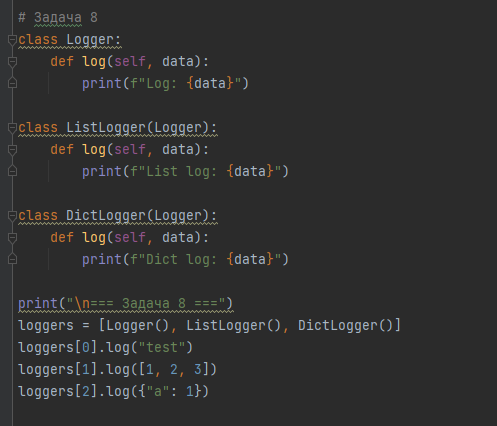 # Задача 8
class Logger:
    def log(self, data):
        print(f"Log: {data}")

class ListLogger(Logger):
    def log(self, data):
        print(f"List log: {data}")

class DictLogger(Logger):
    def log(self, data):
        print(f"Dict log: {data}")

print("\n=== Задача 8 ===")
loggers = [Logger(), ListLogger(), DictLogger()]
loggers[0].log("test")
loggers[1].log([1, 2, 3])
loggers[2].log({"a": 1})